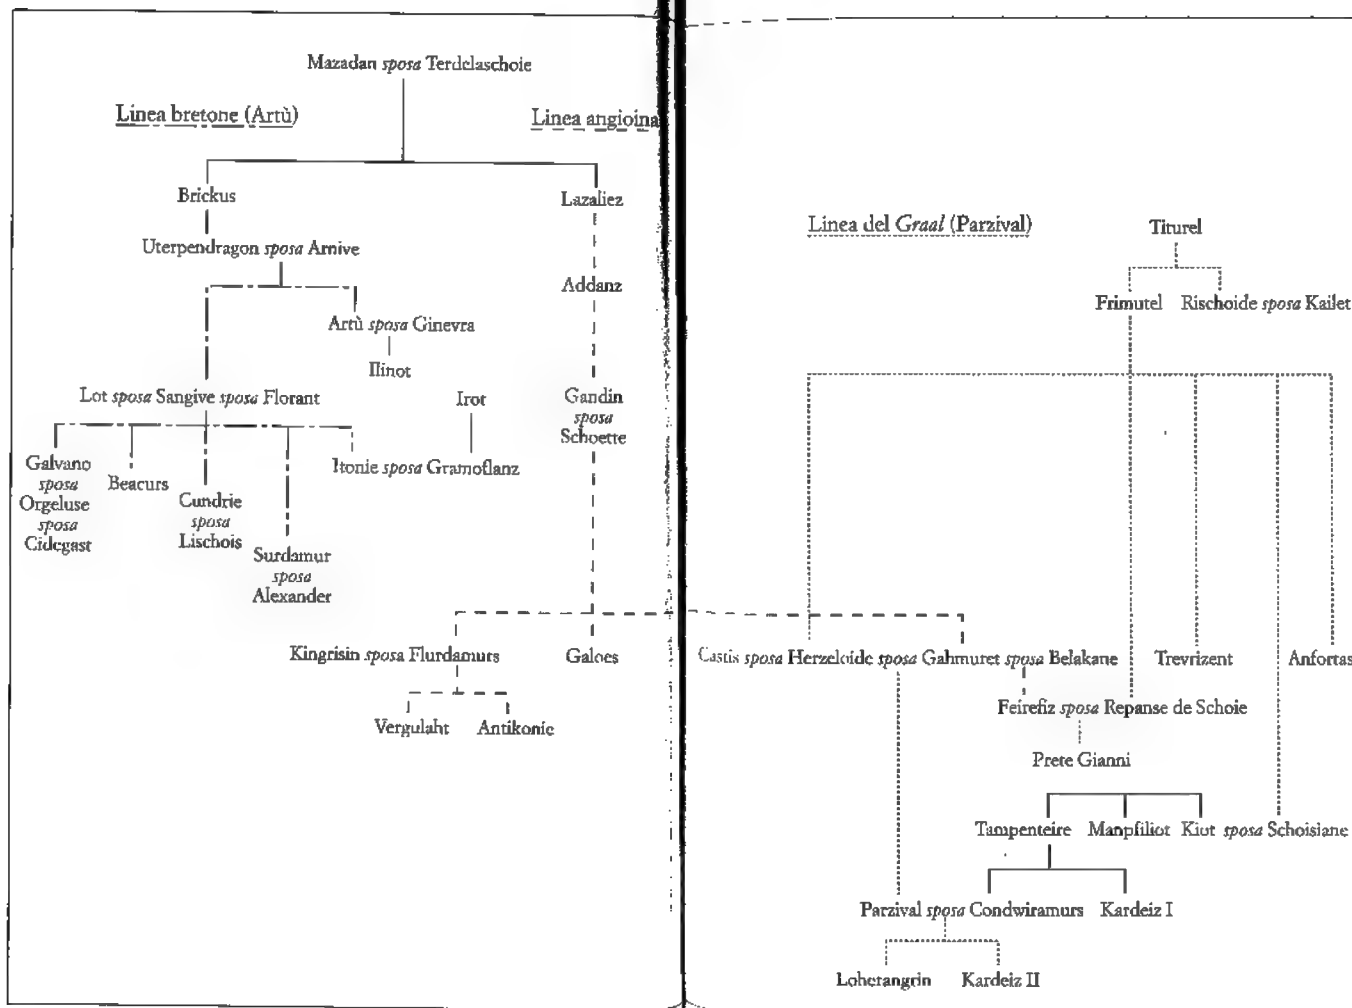 Mazadan sposa Terdelaschoie
Linea bretone (Artù)
Linea angioina
Brickus
Lazaliez
Uterpendragon sposa Arnive
Addanz
Artù sposa Ginevra
Ilinot
Lot sposa Sangive sposa Florant
Irot
Gandin
sposa
Schoette
Galvano
sposa
Orgeluse
sposa
Cidegast
Beacurs
Cundrie
sposa
Lischois
Surdamur
sposa
Alexander
Itonie sposa Gramoflanz
Kingrisin sposa Flurdamurs
Galoes
Vergulaht
Antikonie
Linea del Graal (Parzival)
Titurel
Frimutel
Rischoide sposa Kailet
Castis sposa Herzeloide sposa Gahmuret sposa Belakane
Trevrizent
Anfortas
Feirefiz sposa Repanse de Schoie
Prete Gianni
Tampenteire
Manpfiliot
Kiot sposa Schoisiane
Parzival sposa Condwiramurs
Kardeiz I
Loherangrin
Kardeiz II